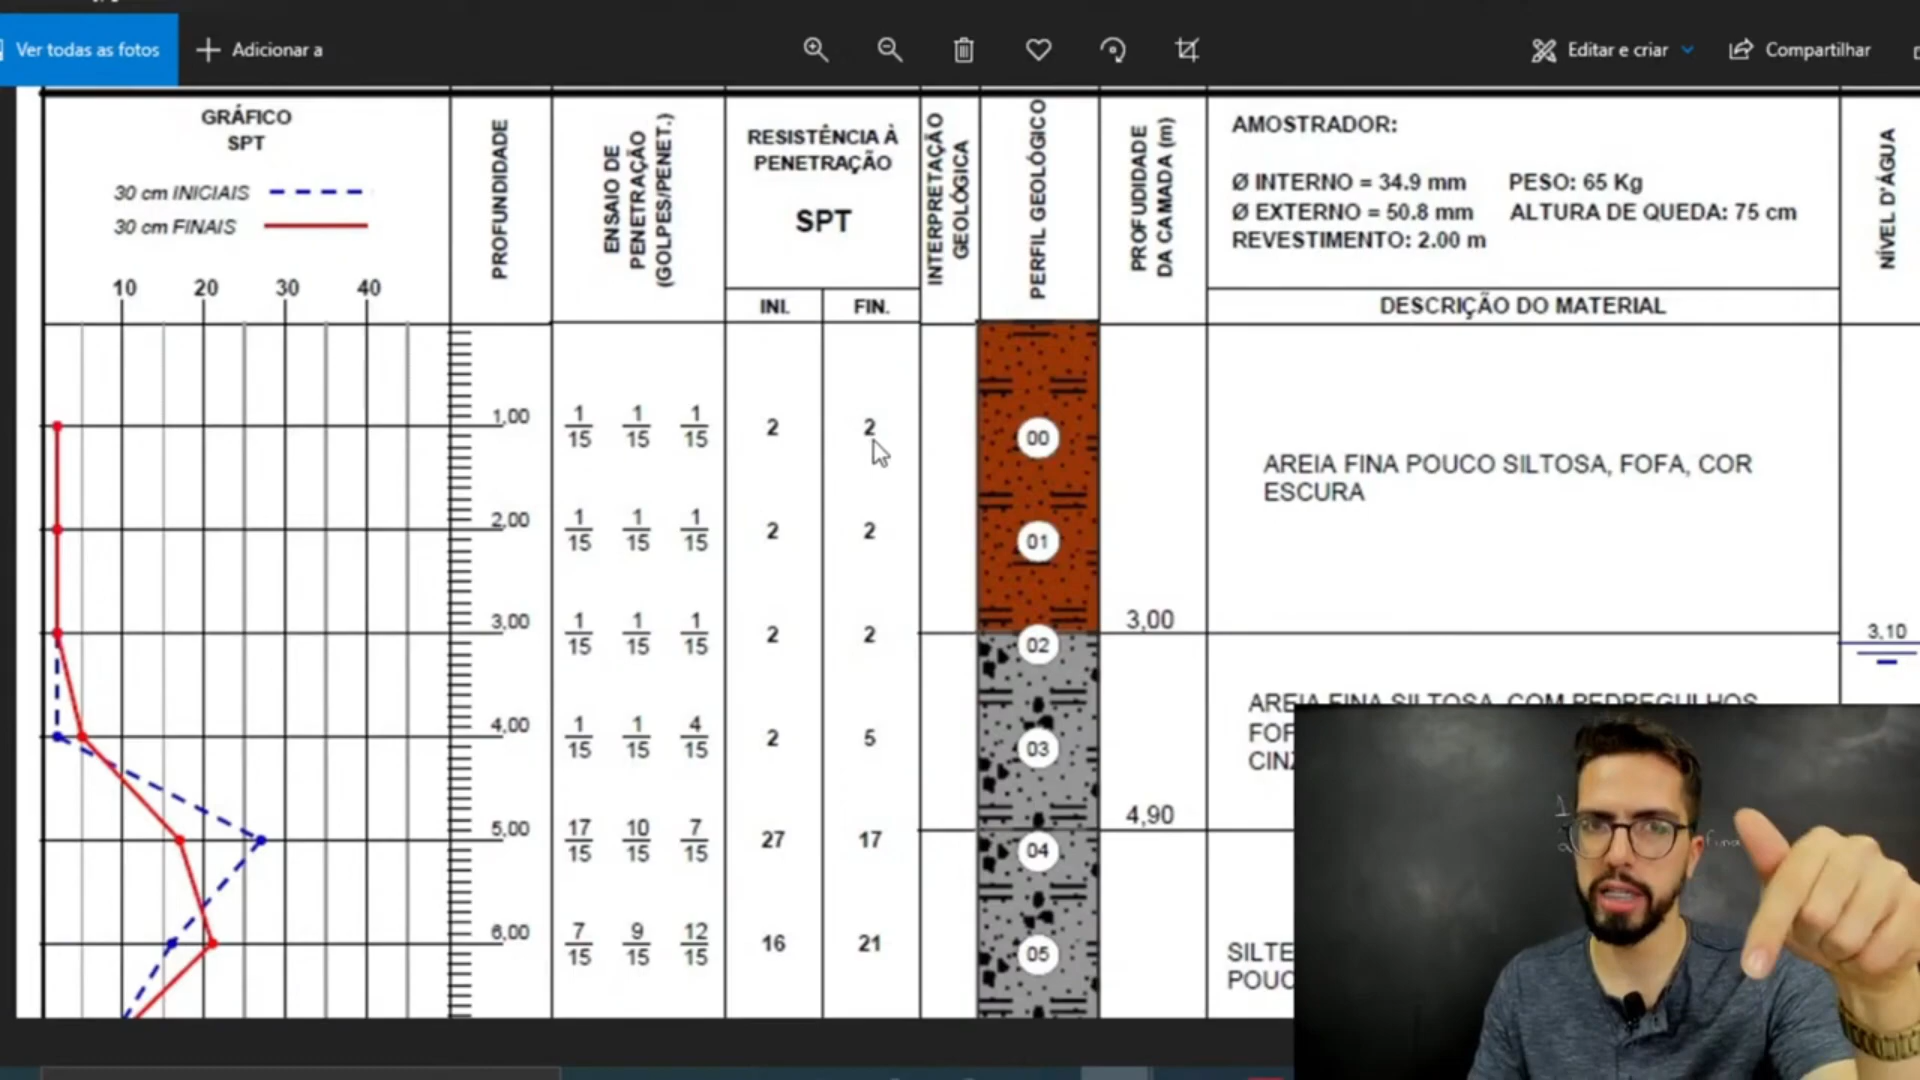 Ver todas as fotos
Adicionar a
Editar e criar
Compartilhar
GRÁFICO
SPT
30 cm INICIAIS
30 cm FINAIS
10 20 30 40
PROFUNDIDADE
ENSAIO DE
PENETRAÇÃO
(GOLPES/PENET.)
RESISTÊNCIA À
PENETRAÇÃO
SPT
INI. FIN.
INTERPRETAÇÃO
GEOLÓGICA
PERFIL GEOLÓGICO
PROFUDIDADE
DA CAMADA (m)
AMOSTRADOR:
Ø INTERNO = 34.9 mm PESO: 65 Kg
Ø EXTERNO = 50.8 mm ALTURA DE QUEDA: 75 cm
REVESTIMENTO: 2.00 m
DESCRIÇÃO DO MATERIAL
NÍVEL D'ÁGUA
1,00 1/15 1/15 1/15 2 2 00
AREIA FINA POUCO SILTOSA, FOFA, COR
ESCURA
2,00 1/15 1/15 1/15 2 2 01
3,00 1/15 1/15 1/15 2 2 02 3,00 3,10
4,00 1/15 1/15 4/15 2 5 03
AREIA FINA SILTOSA, COM PEDREGULHOS
5,00 17/15 10/15 7/15 27 17 04 4,90
6,00 7/15 9/15 12/15 16 21 05
SILTE